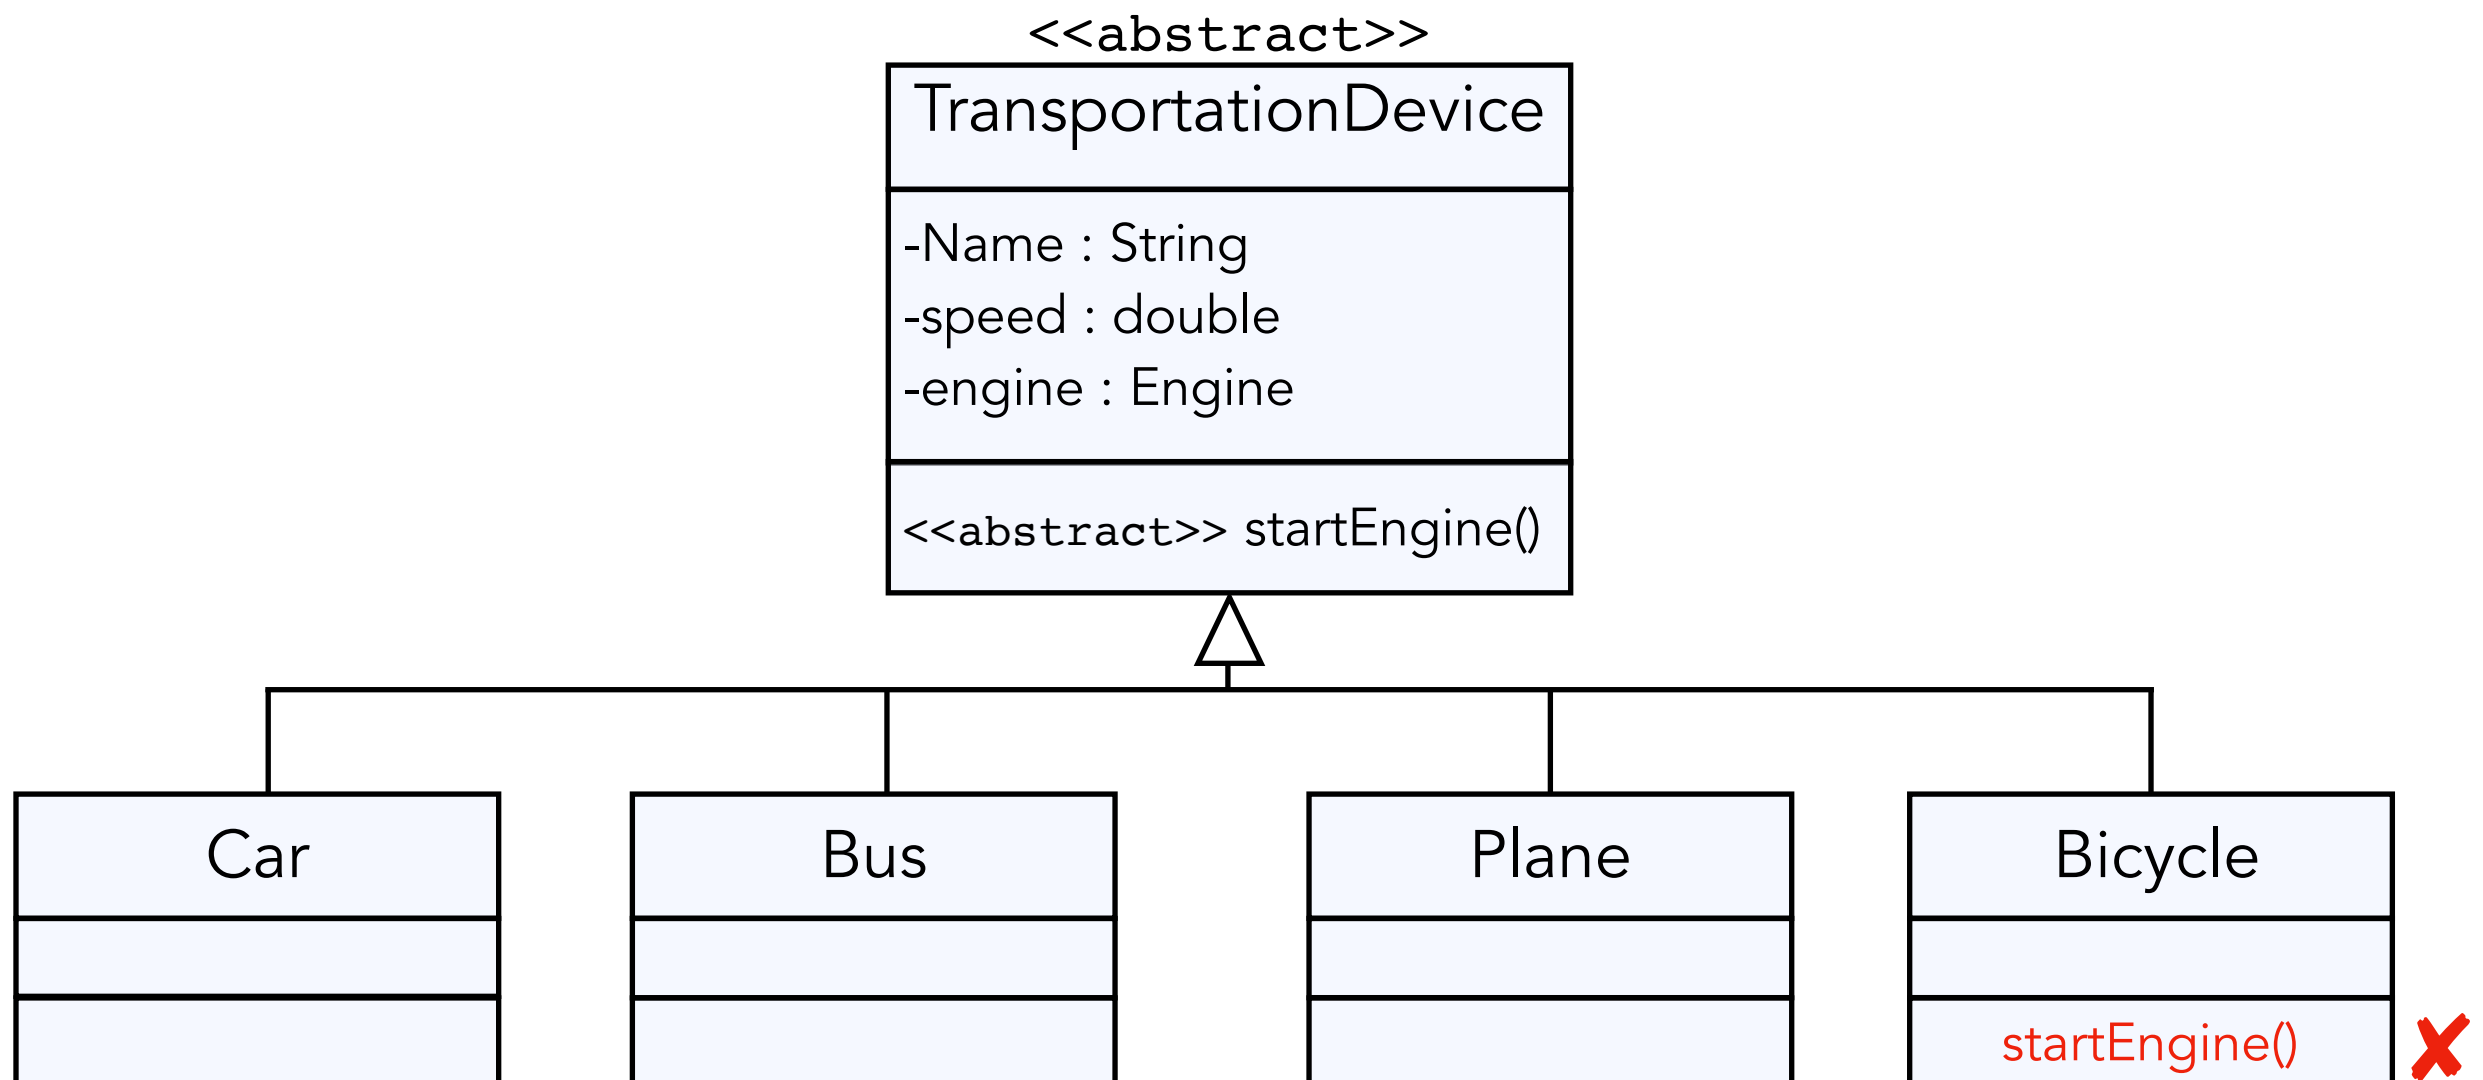 <<abstract>>
TransportationDevice
-Name : String
-speed : double
-engine : Engine
<<abstract>> startEngine()
Car
Bus
Plane
Bicycle
startEngine()